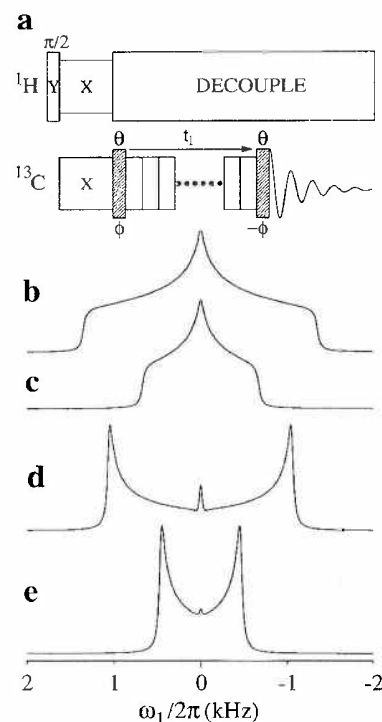 a
π/2
¹H Y X DECOUPLE
θ t₁ θ
¹³C X
ϕ −ϕ
b
c
d
e
2 1 0 -1 -2
ω₁/2π (kHz)